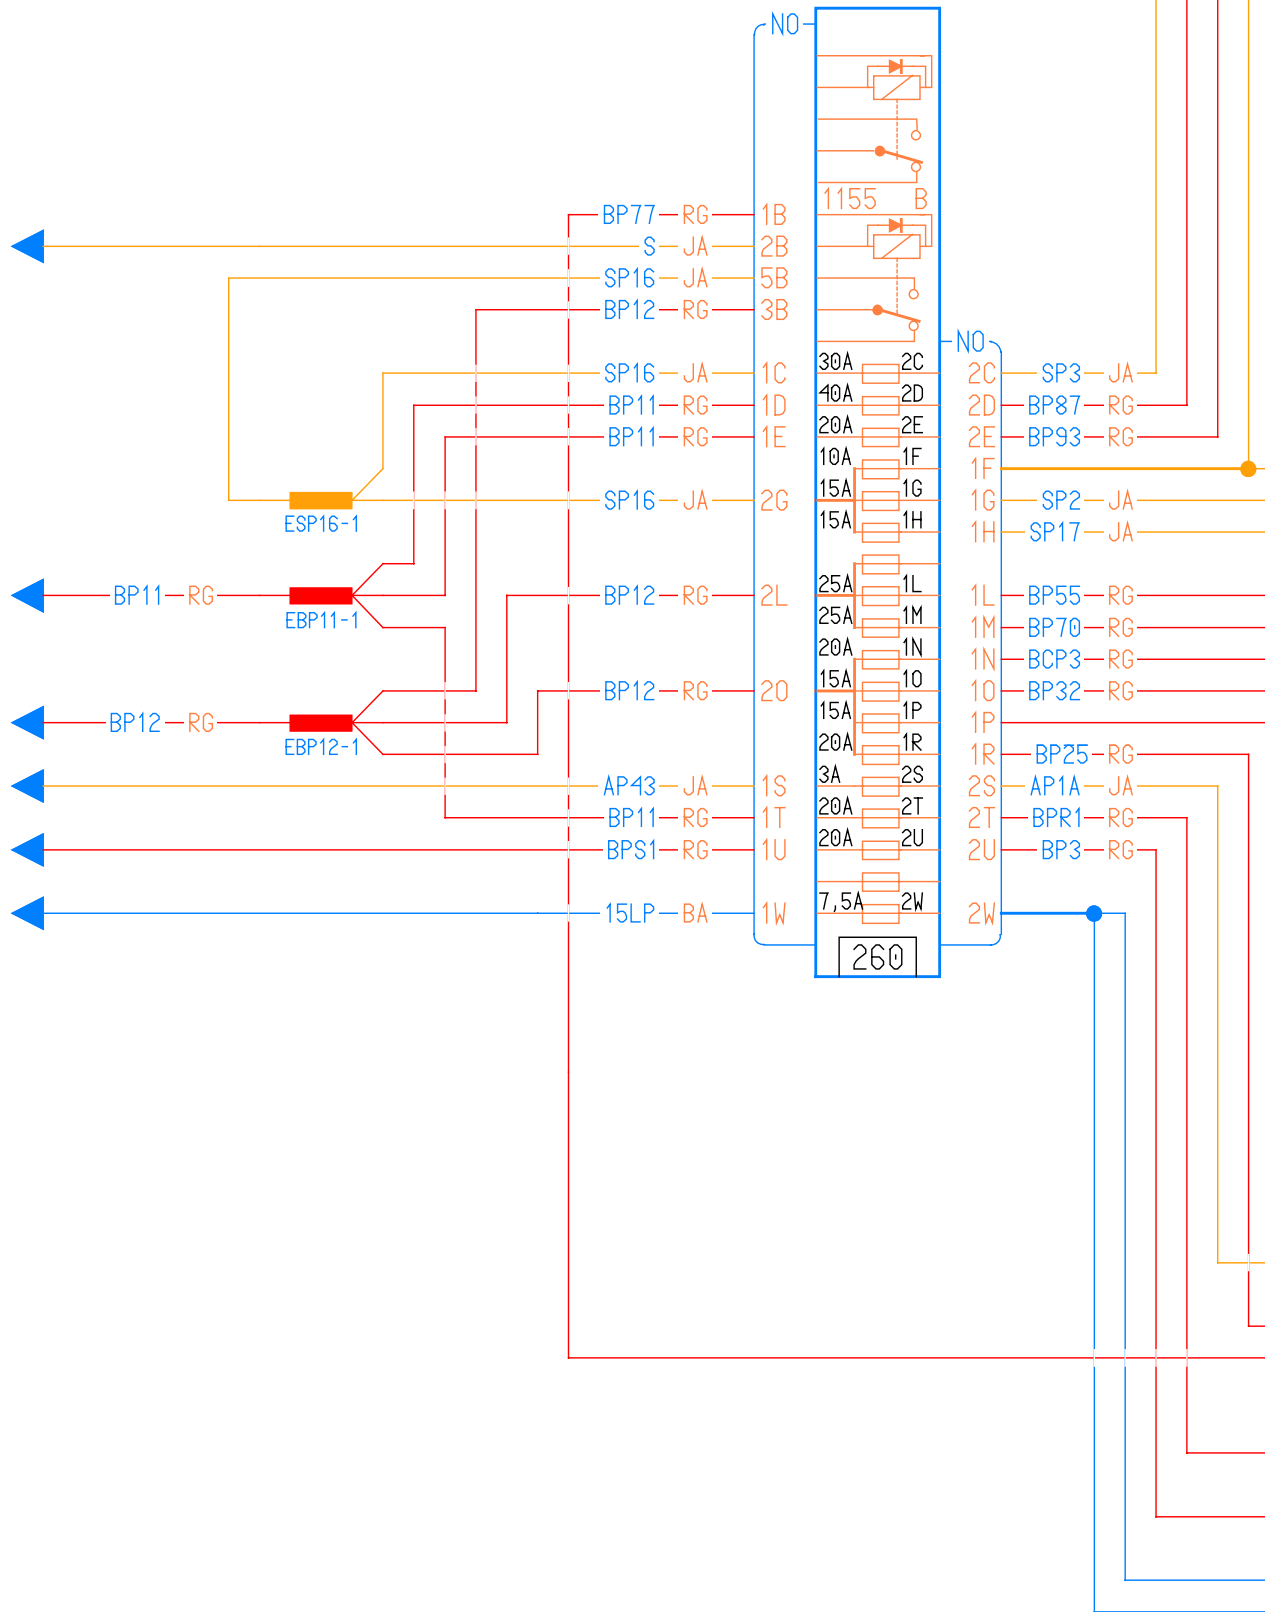 NO
1155 B
BP77 RG 1B
S JA 2B
SP16 JA 5B
BP12 RG 3B
NO
SP16 JA 1C 30A 2C 2C SP3 JA
BP11 RG 1D 40A 2D 2D BP87 RG
BP11 RG 1E 20A 2E 2E BP93 RG
10A 1F 1F
SP16 JA 2G 15A 1G 1G SP2 JA
ESP16-1
15A 1H 1H SP17 JA
BP11 RG BP12 RG 2L 25A 1L 1L BP55 RG
EBP11-1
25A 1M 1M BP70 RG
20A 1N 1N BCP3 RG
BP12 RG 2O 15A 1O 1O BP32 RG
BP12 RG 15A 1P 1P
EBP12-1
20A 1R 1R BP25 RG
AP43 JA 1S 3A 2S 2S AP1A JA
BP11 RG 1T 20A 2T 2T BPR1 RG
BPS1 RG 1U 20A 2U 2U BP3 RG
15LP BA 1W 7,5A 2W 2W
260